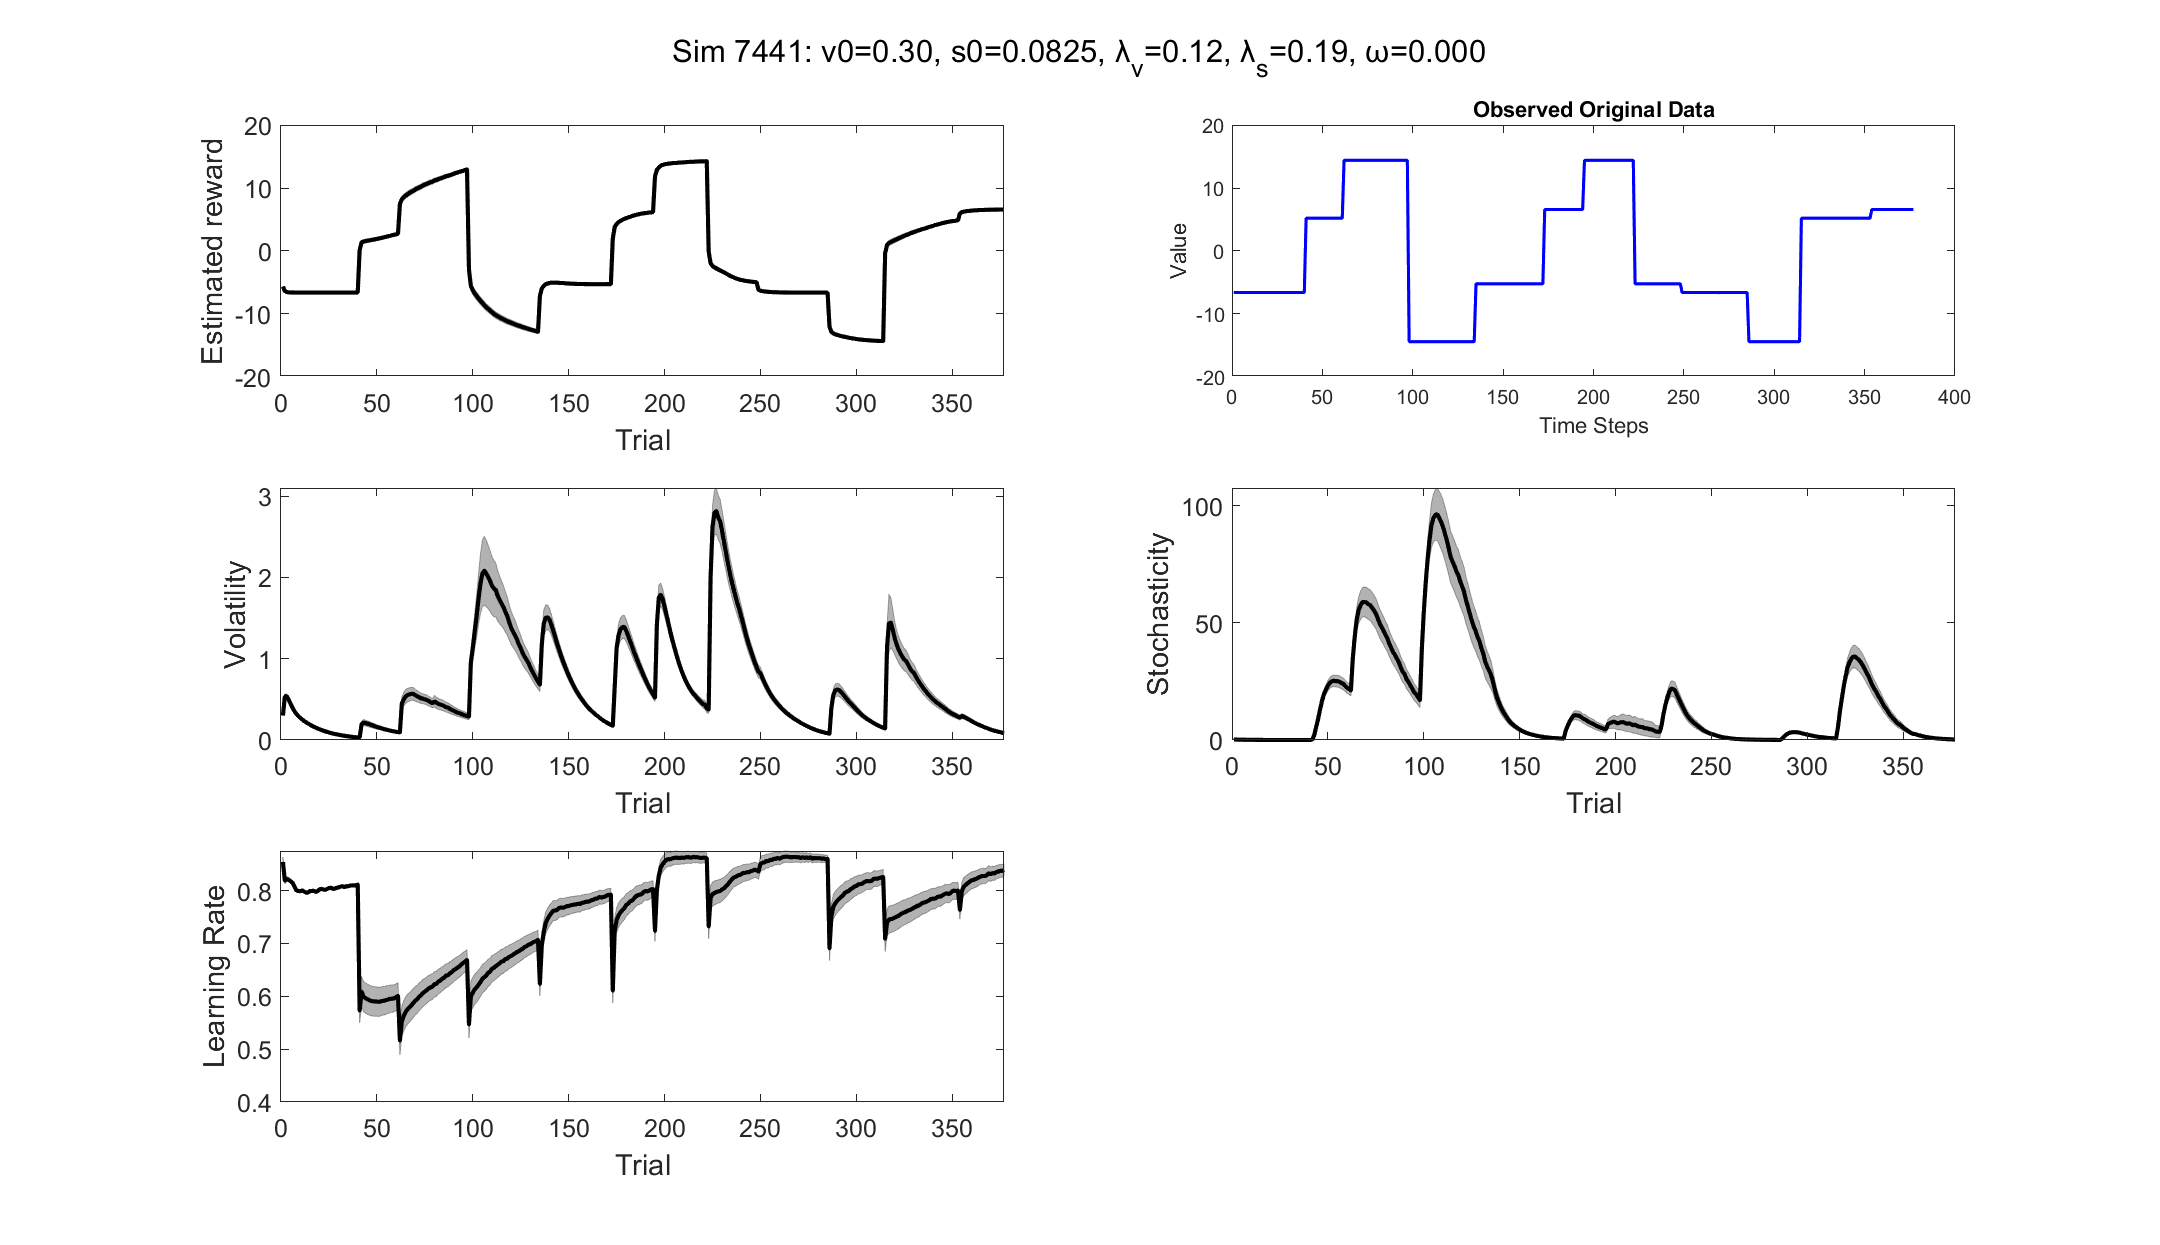 Sim 7441: v0=0.30, s0=0.0825, λ_v=0.12, λ_s=0.19, ω=0.000
20
10
0
-10
-20
Estimated reward
0 50 100 150 200 250 300 350
Trial
Observed Original Data
20
10
0
-10
-20
Value
0 50 100 150 200 250 300 350 400
Time Steps
3
2
1
0
Volatility
0 50 100 150 200 250 300 350
Trial
100
50
0
Stochasticity
0 50 100 150 200 250 300 350
Trial
0.8
0.7
0.6
0.5
0.4
Learning Rate
0 50 100 150 200 250 300 350
Trial